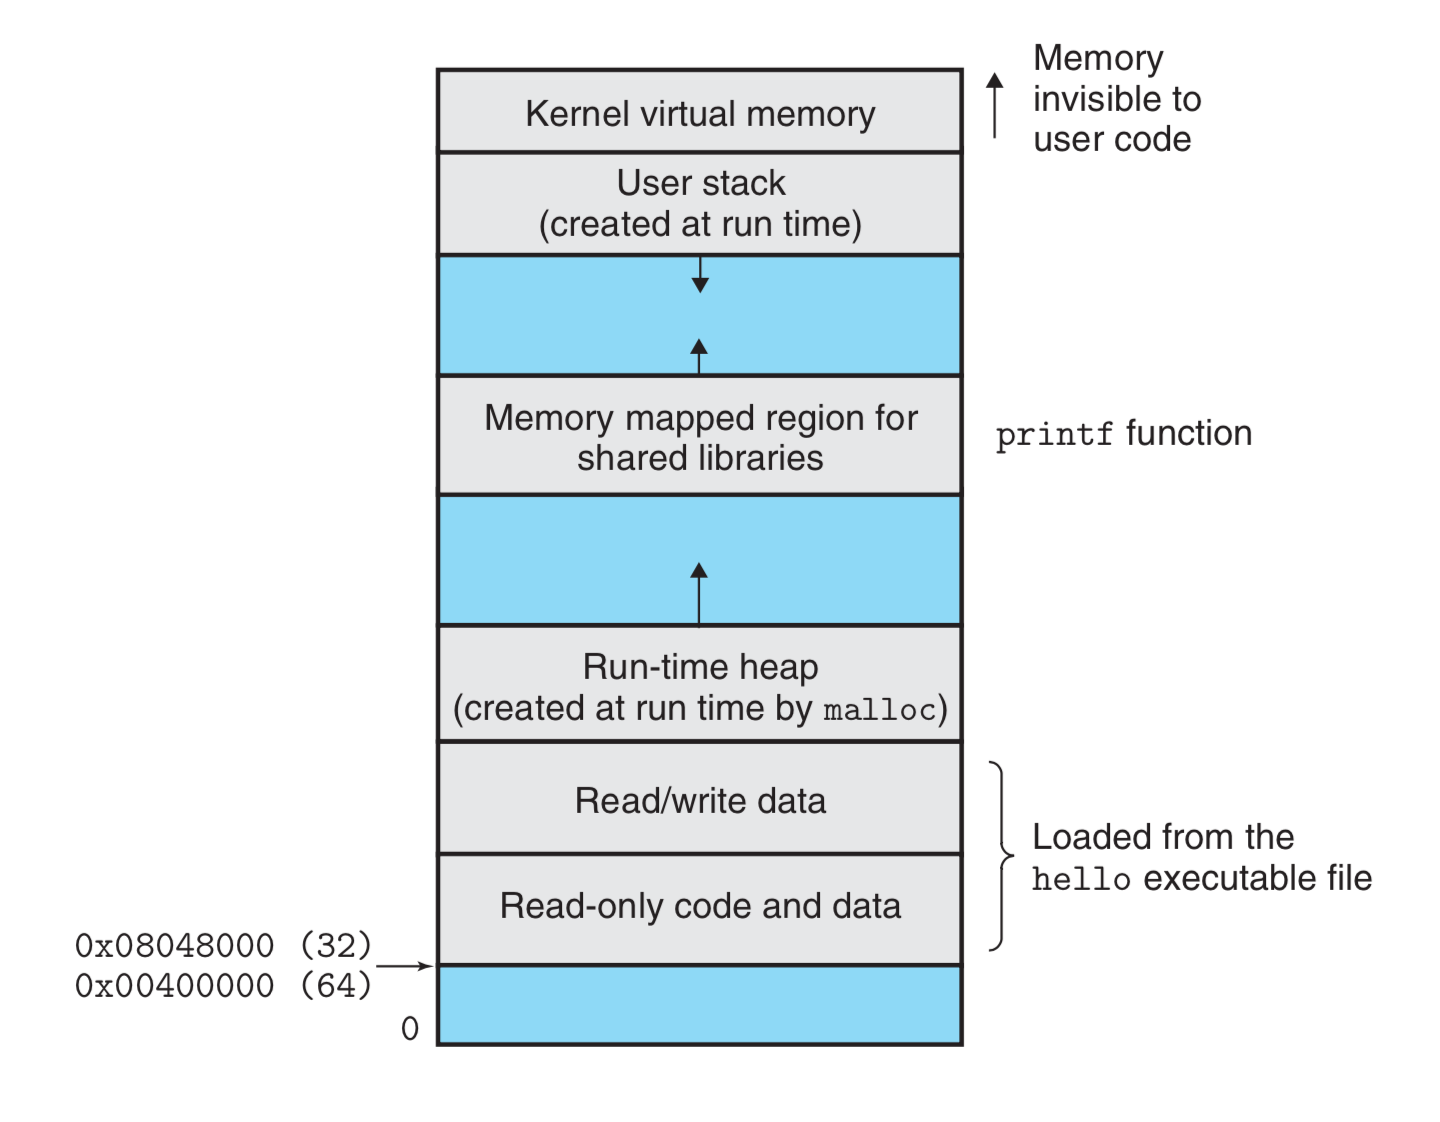 Memory
invisible to
user code
Kernel virtual memory
User stack
(created at run time)
Memory mapped region for
shared libraries
printf function
Run-time heap
(created at run time by malloc)
Read/write data
Loaded from the
hello executable file
Read-only code and data
0x08048000 (32)
0x00400000 (64)
0